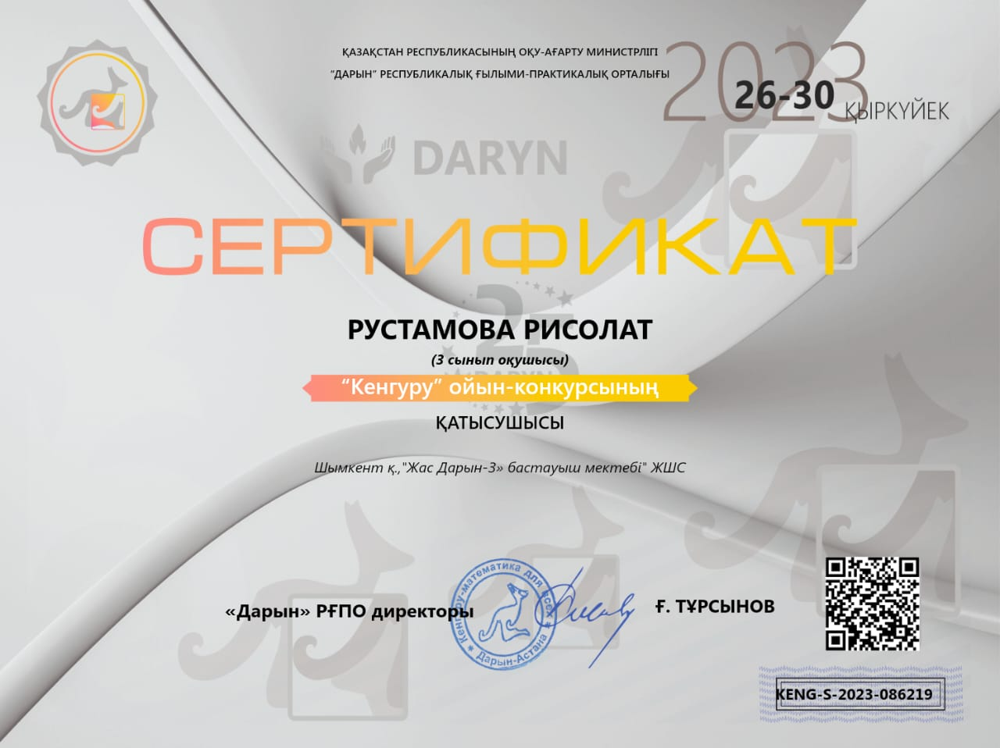 ҚАЗАҚСТАН РЕСПУБЛИКАСЫНЫҢ ОҚУ-АҒАРТУ МИНИСТРЛІГІ
“ДАРЫН” РЕСПУБЛИКАЛЫҚ ҒЫЛЫМИ-ПРАКТИКАЛЫҚ ОРТАЛЫҒЫ
2023
26-30 ҚЫРКҮЙЕК
DARYN
СЕРТИФИКАТ
25
РУСТАМОВА РИСОЛАТ
(3 сынып оқушысы)
DARYN
“Кенгуру” ойын-конкурсының
ҚАТЫСУШЫСЫ
Шымкент қ.,"Жас Дарын-3» бастауыш мектебі" ЖШС
«Дарын» РҒПО директоры
Кенгуру-математика для всех * Дарын-Астана *
Ғ. ТҰРСЫНОВ
KENG-S-2023-086219